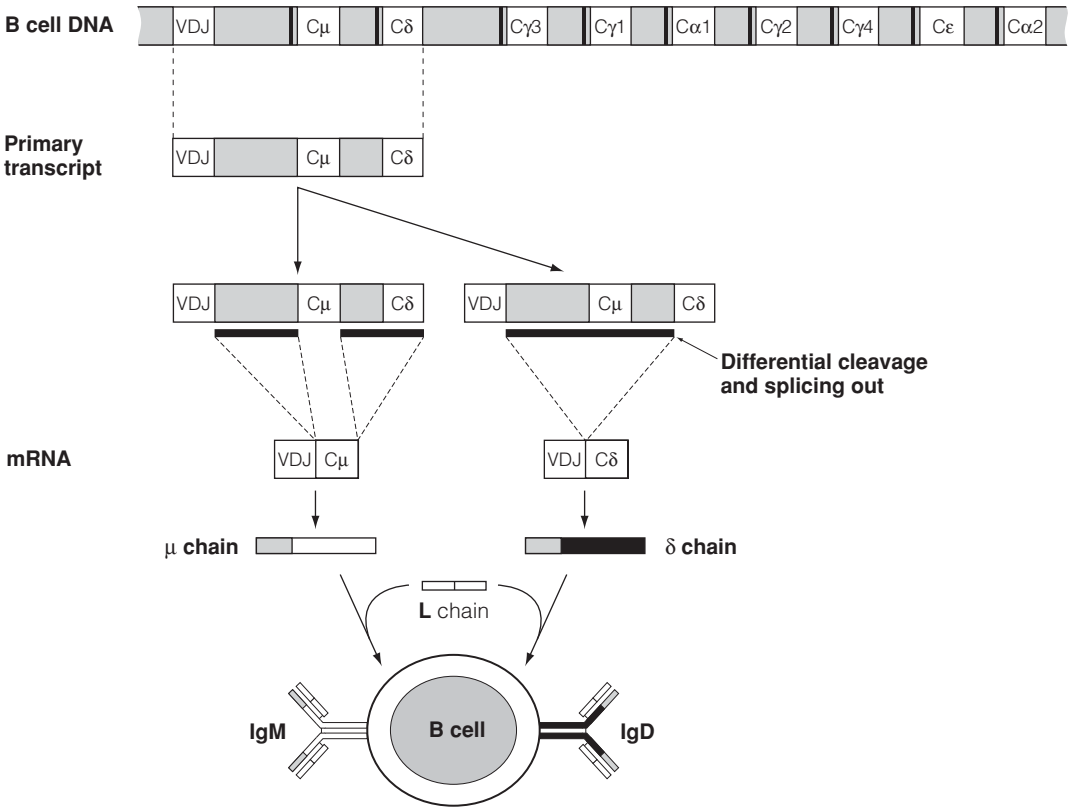 B cell DNA VDJ Cμ Cδ Cγ3 Cγ1 Cα1 Cγ2 Cγ4 Cε Cα2
Primary
transcript
VDJ Cμ Cδ
VDJ Cμ Cδ VDJ Cμ Cδ
Differential cleavage
and splicing out
mRNA VDJ Cμ VDJ Cδ
μ chain δ chain
L chain
IgM B cell IgD